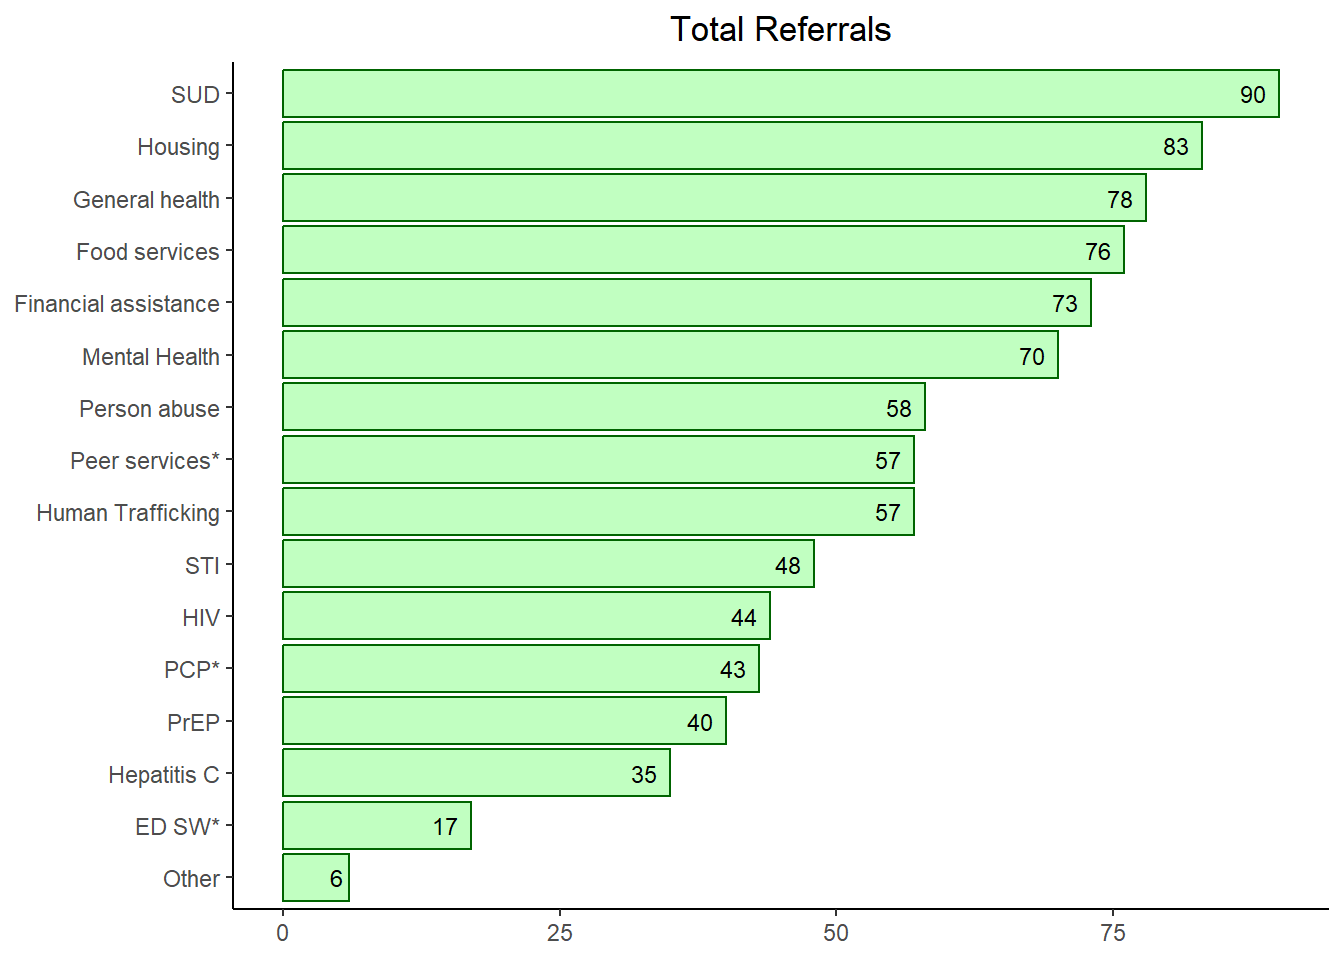 Total Referrals
SUD 90
Housing 83
General health 78
Food services 76
Financial assistance 73
Mental Health 70
Person abuse 58
Peer services* 57
Human Trafficking 57
STI 48
HIV 44
PCP* 43
PrEP 40
Hepatitis C 35
ED SW* 17
Other 6
0 25 50 75